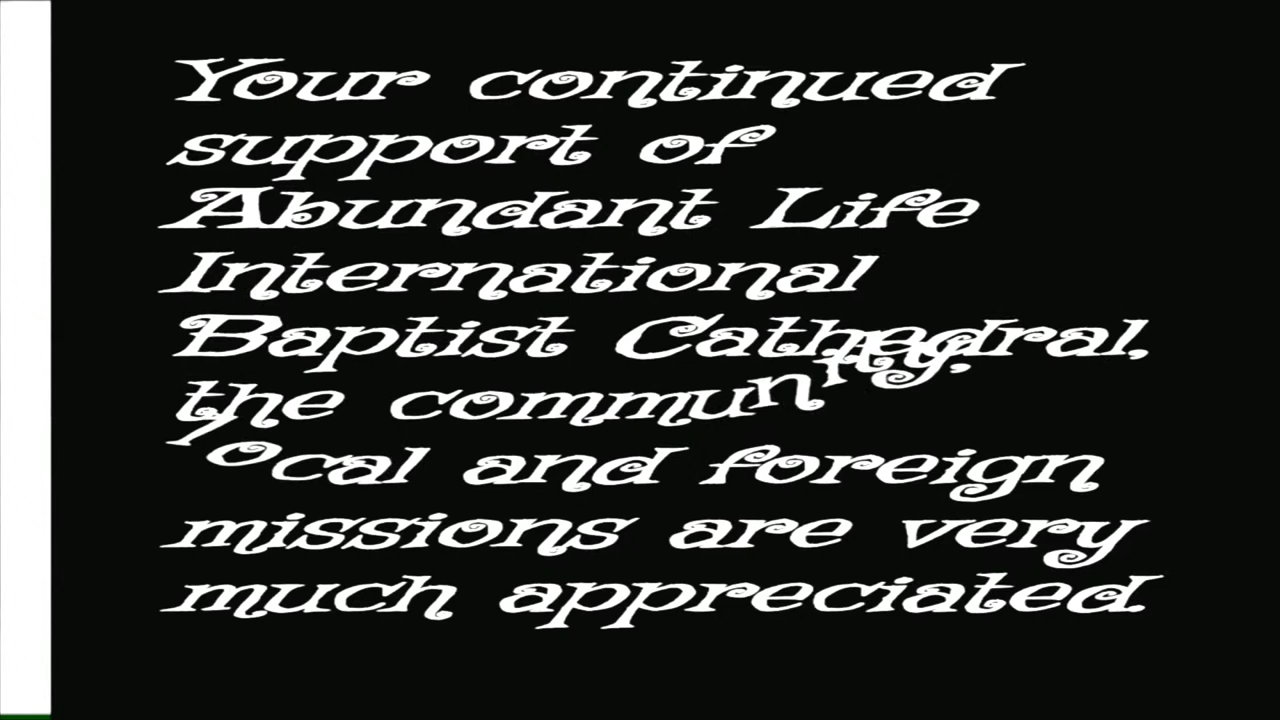 Your continued
support of
Abundant Life
International
Baptist Cathedral,
the community,
local and foreign
missions are very
much appreciated.